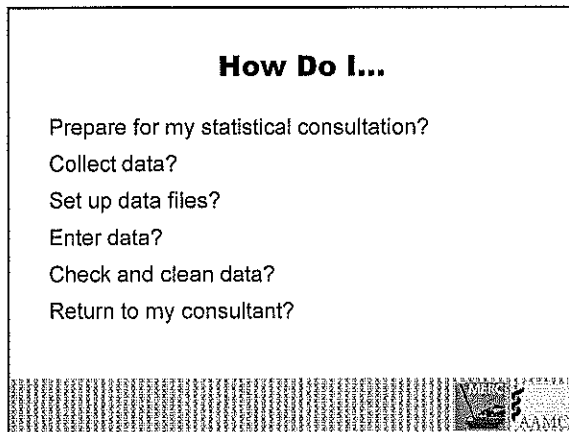 How Do I...
Prepare for my statistical consultation?
Collect data?
Set up data files?
Enter data?
Check and clean data?
Return to my consultant?
MERC
AAMC